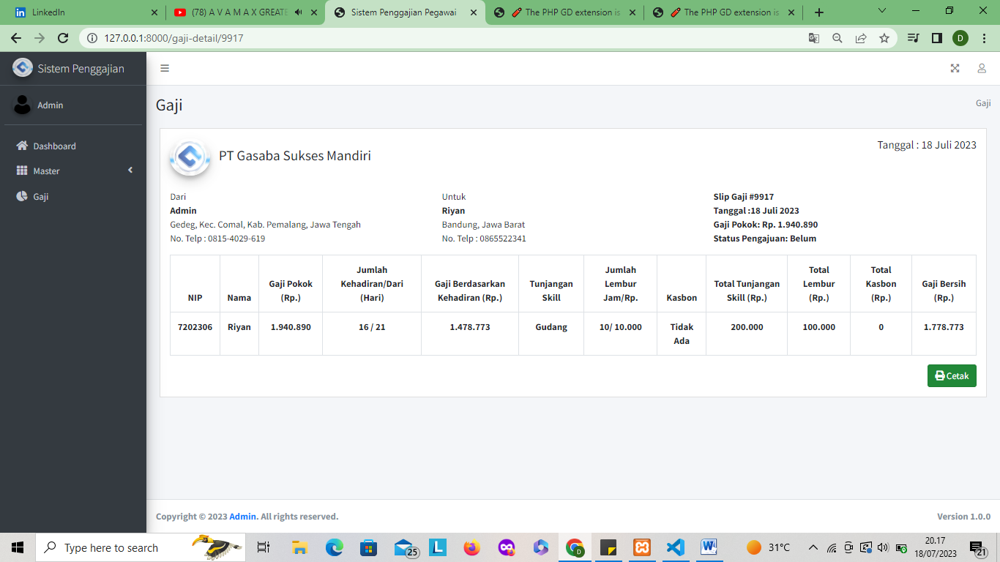 LinkedIn
(78) A V A M A X GREATE
Sistem Penggajian Pegawai
The PHP GD extension is
The PHP GD extension is
127.0.0.1:8000/gaji-detail/9917
D
Sistem Penggajian
Admin
Dashboard
Master
Gaji
Gaji
Gaji
PT Gasaba Sukses Mandiri
Tanggal : 18 Juli 2023
Dari
Admin
Gedeg, Kec. Comal, Kab. Pemalang, Jawa Tengah
No. Telp : 0815-4029-619
Untuk
Riyan
Bandung, Jawa Barat
No. Telp : 0865522341
Slip Gaji #9917
Tanggal :18 Juli 2023
Gaji Pokok: Rp. 1.940.890
Status Pengajuan: Belum
NIP
Nama
Gaji Pokok
(Rp.)
Jumlah
Kehadiran/Dari
(Hari)
Gaji Berdasarkan
Kehadiran (Rp.)
Tunjangan
Skill
Jumlah
Lembur
Jam/Rp.
Kasbon
Total Tunjangan
Skill (Rp.)
Total
Lembur
(Rp.)
Total
Kasbon
(Rp.)
Gaji Bersih
(Rp.)
7202306
Riyan
1.940.890
16 / 21
1.478.773
Gudang
10/ 10.000
Tidak
Ada
200.000
100.000
0
1.778.773
Cetak
Copyright © 2023 Admin. All rights reserved.
Version 1.0.0
Type here to search
25
L
D
W
31°C
20.17
18/07/2023
21